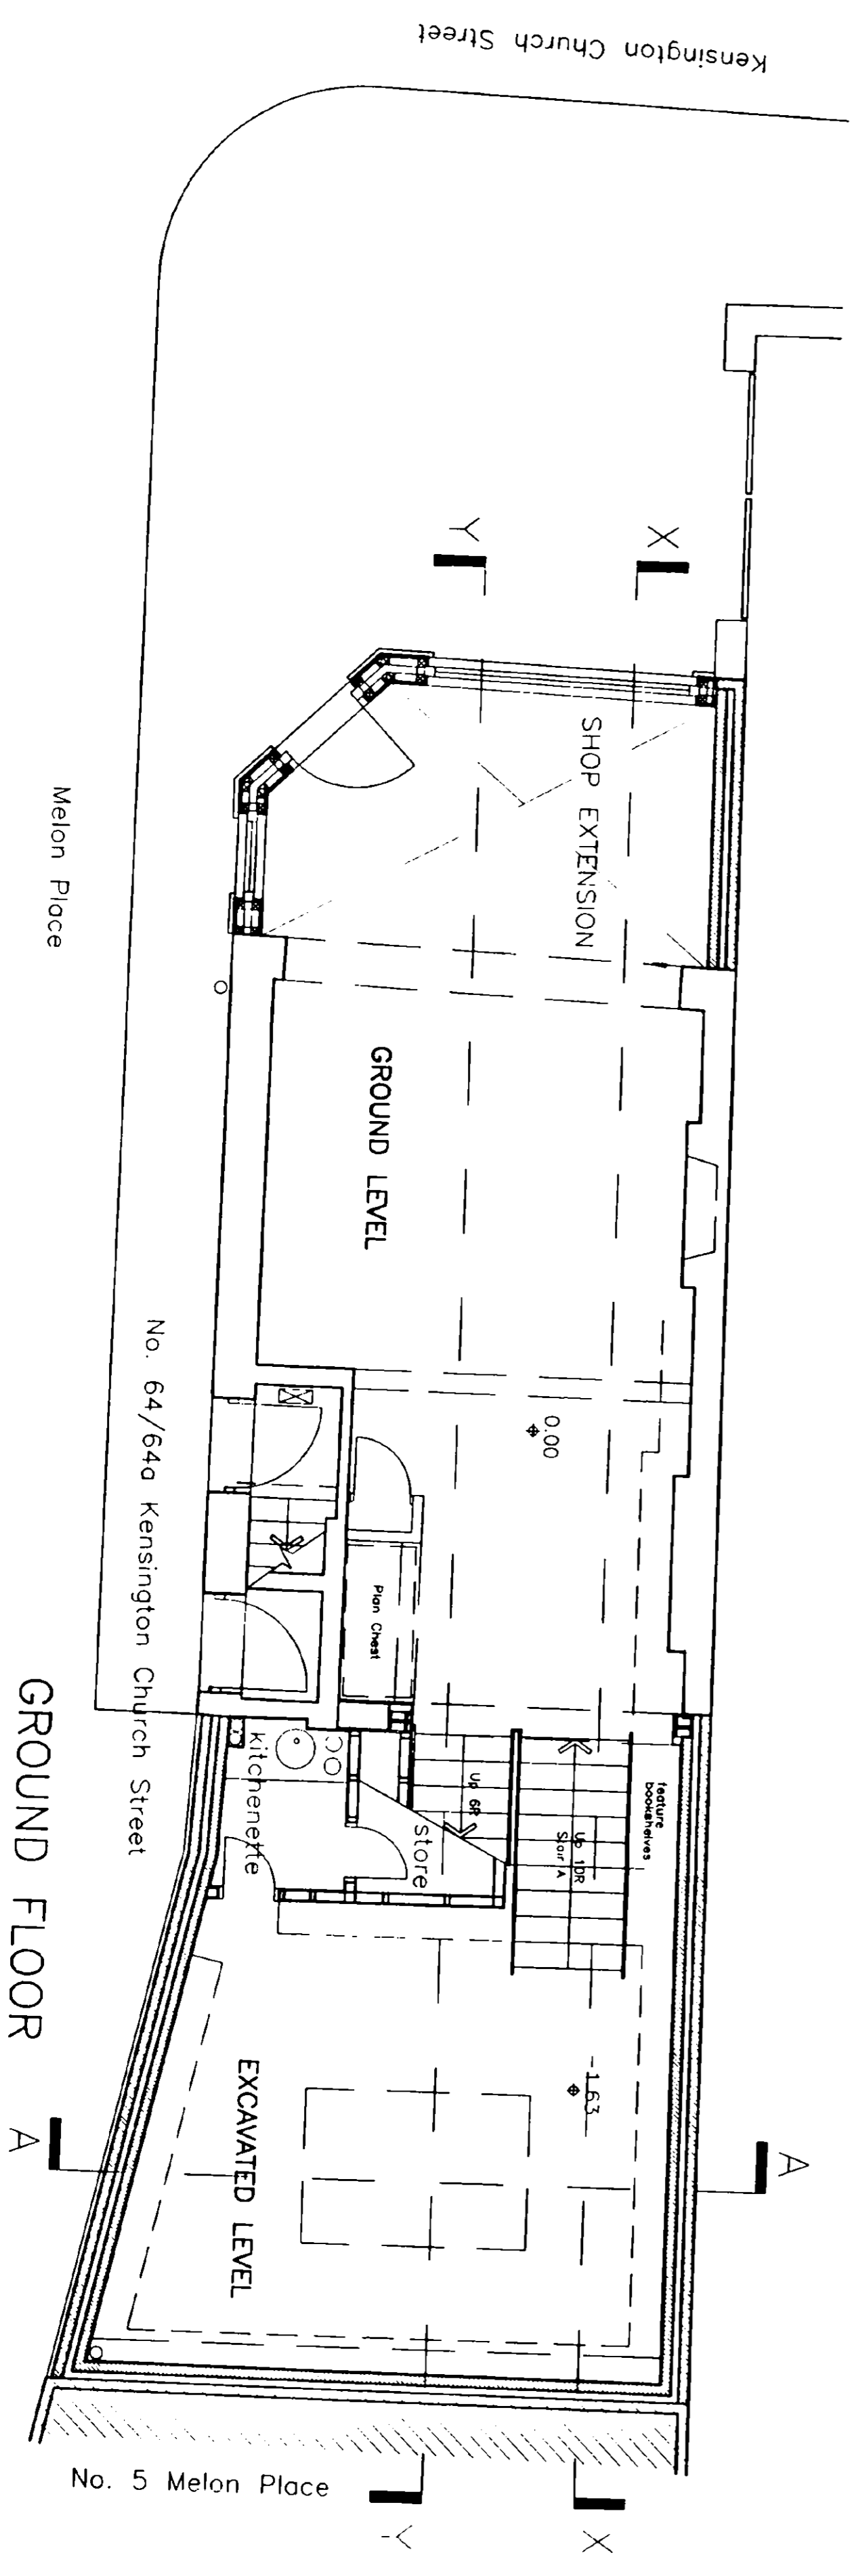 Kensington Church Street
Y
X
SHOP EXTENSION
Melon Place
GROUND LEVEL
No. 64/64a Kensington Church Street
0.00
Plan Chest
kitchenette
store
Up 6R
Up 10R
Stair A
feature
bookshelves
GROUND FLOOR
-1.63
EXCAVATED LEVEL
A
A
No. 5 Melon Place
Y
X